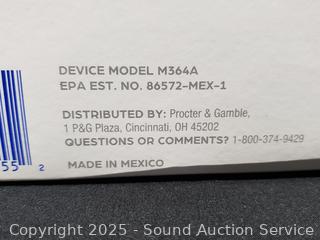 DEVICE MODEL M364A
EPA EST. NO. 86572-MEX-1
DISTRIBUTED BY: Procter & Gamble,
1 P&G Plaza, Cincinnati, OH 45202
QUESTIONS OR COMMENTS? 1-800-374-9429
MADE IN MEXICO
55 2
Copyright 2025 - Sound Auction Service